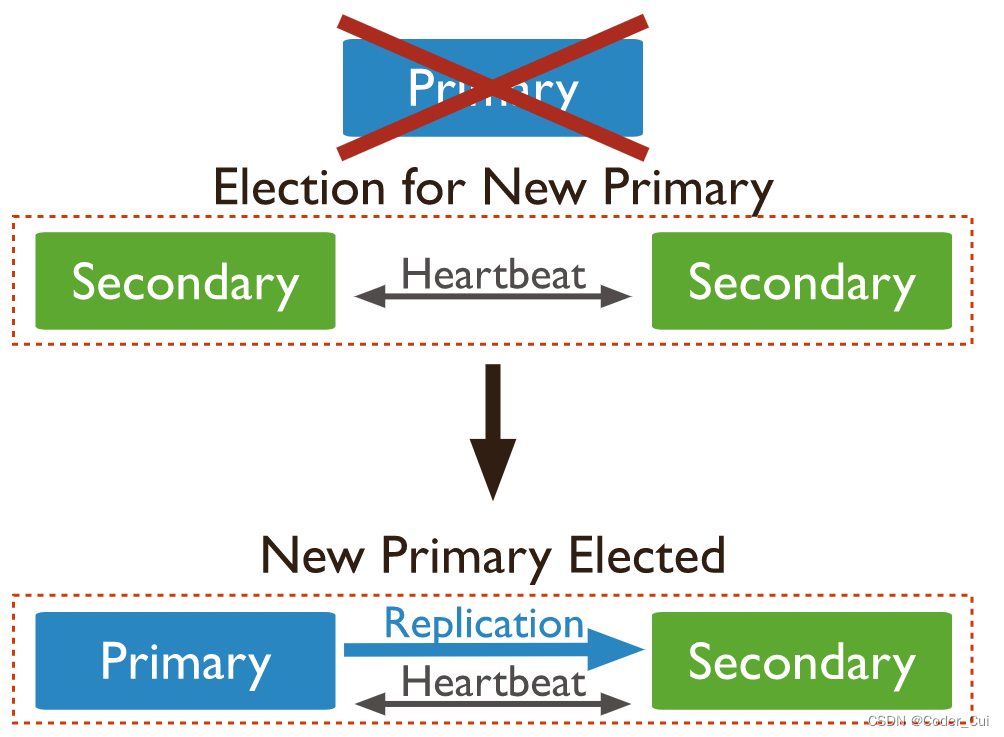 Primary
Election for New Primary
Secondary
Heartbeat
Secondary
New Primary Elected
Primary
Replication
Heartbeat
Secondary
CSDN @Coder_Cui